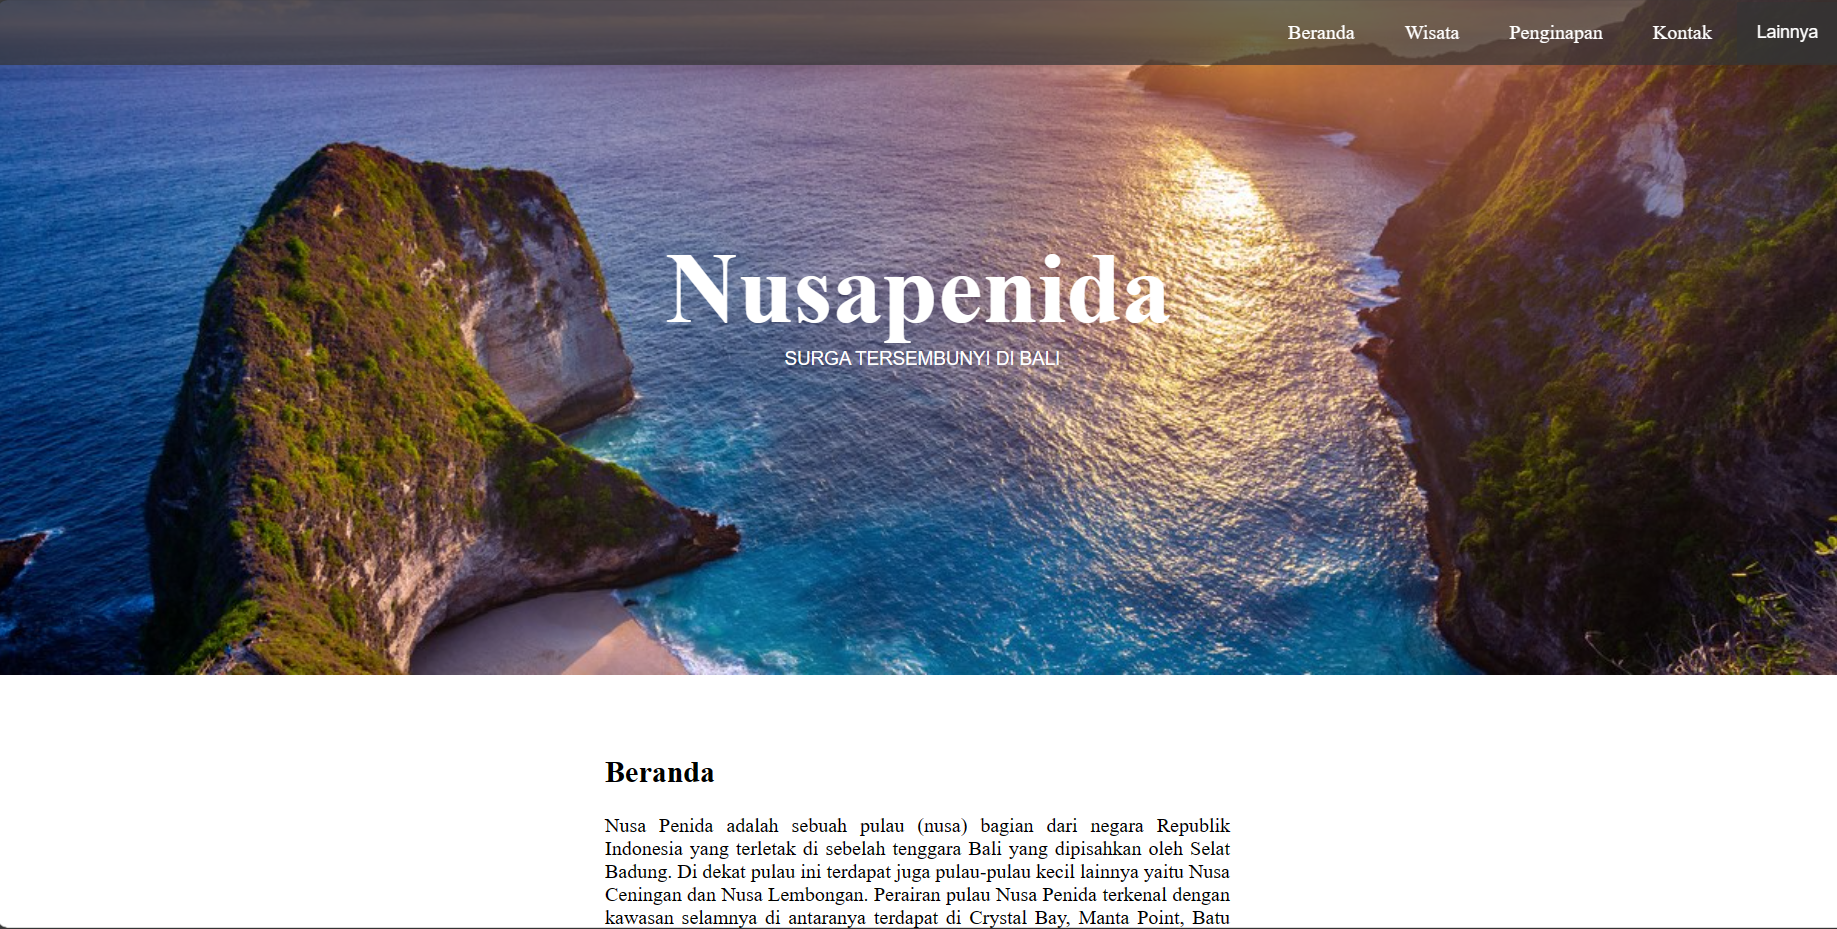 Beranda Wisata Penginapan Kontak Lainnya
Nusapenida
SURGA TERSEMBUNYI DI BALI
Beranda
Nusa Penida adalah sebuah pulau (nusa) bagian dari negara Republik
Indonesia yang terletak di sebelah tenggara Bali yang dipisahkan oleh Selat
Badung. Di dekat pulau ini terdapat juga pulau-pulau kecil lainnya yaitu Nusa
Ceningan dan Nusa Lembongan. Perairan pulau Nusa Penida terkenal dengan
kawasan selamnya di antaranya terdapat di Crystal Bay, Manta Point, Batu